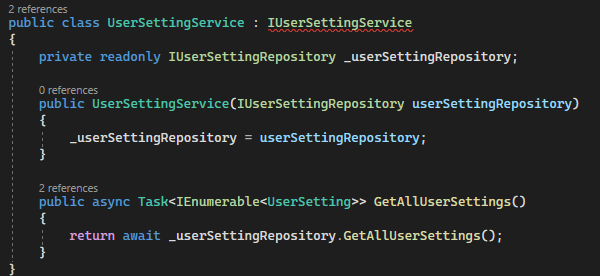 2 references
public class UserSettingService : IUserSettingService
{
private readonly IUserSettingRepository _userSettingRepository;
0 references
public UserSettingService(IUserSettingRepository userSettingRepository)
{
_userSettingRepository = userSettingRepository;
}
2 references
public async Task<IEnumerable<UserSetting>> GetAllUserSettings()
{
return await _userSettingRepository.GetAllUserSettings();
}
}